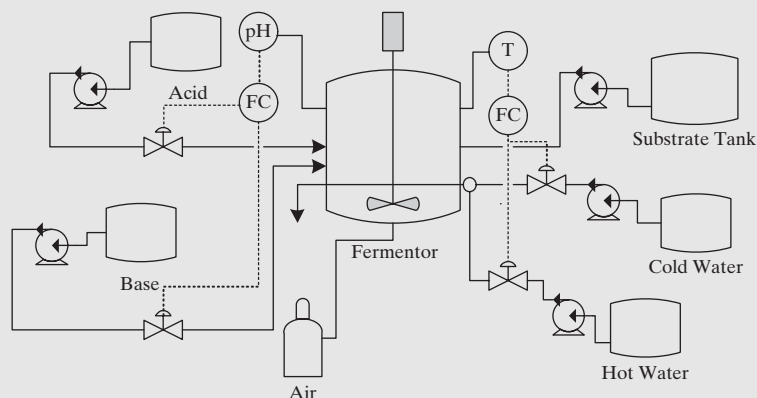 pH
T
Acid
FC
FC
Substrate Tank
Fermentor
Base
Cold Water
Hot Water
Air